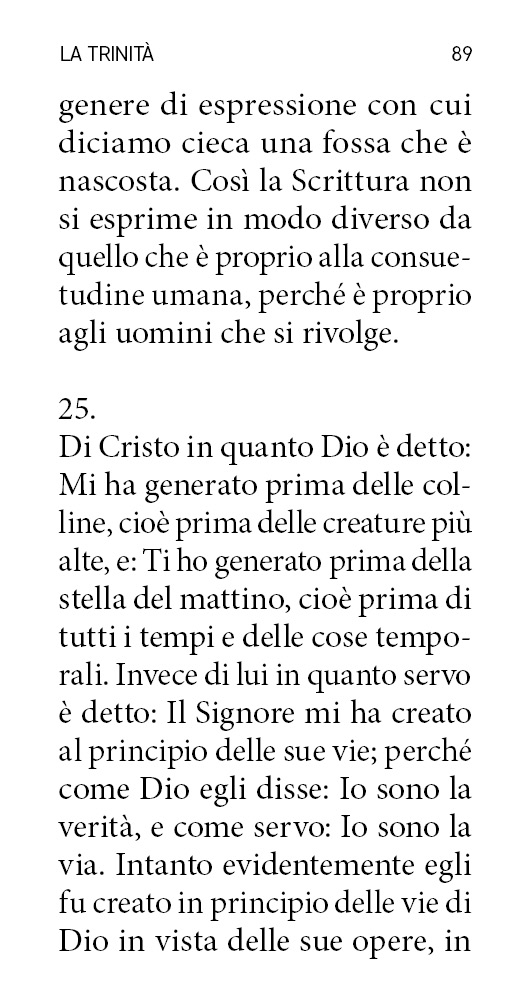 LA TRINITÀ 89
genere di espressione con cui
diciamo cieca una fossa che è
nascosta. Così la Scrittura non
si esprime in modo diverso da
quello che è proprio alla consue-
tudine umana, perché è proprio
agli uomini che si rivolge.
25.
Di Cristo in quanto Dio è detto:
Mi ha generato prima delle col-
line, cioè prima delle creature più
alte, e: Ti ho generato prima della
stella del mattino, cioè prima di
tutti i tempi e delle cose tempo-
rali. Invece di lui in quanto servo
è detto: Il Signore mi ha creato
al principio delle sue vie; perché
come Dio egli disse: Io sono la
verità, e come servo: Io sono la
via. Intanto evidentemente egli
fu creato in principio delle vie di
Dio in vista delle sue opere, in